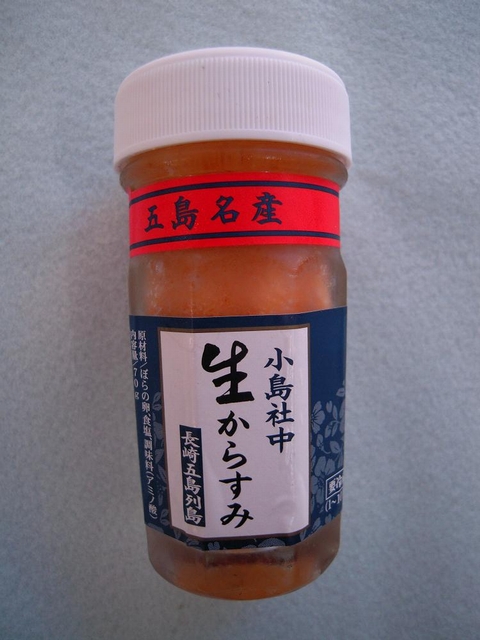 五島名産
小島社中
生からすみ
長崎五島列島
原材料/ぼらの卵、食塩、調味料(アミノ酸)
内容量/70g